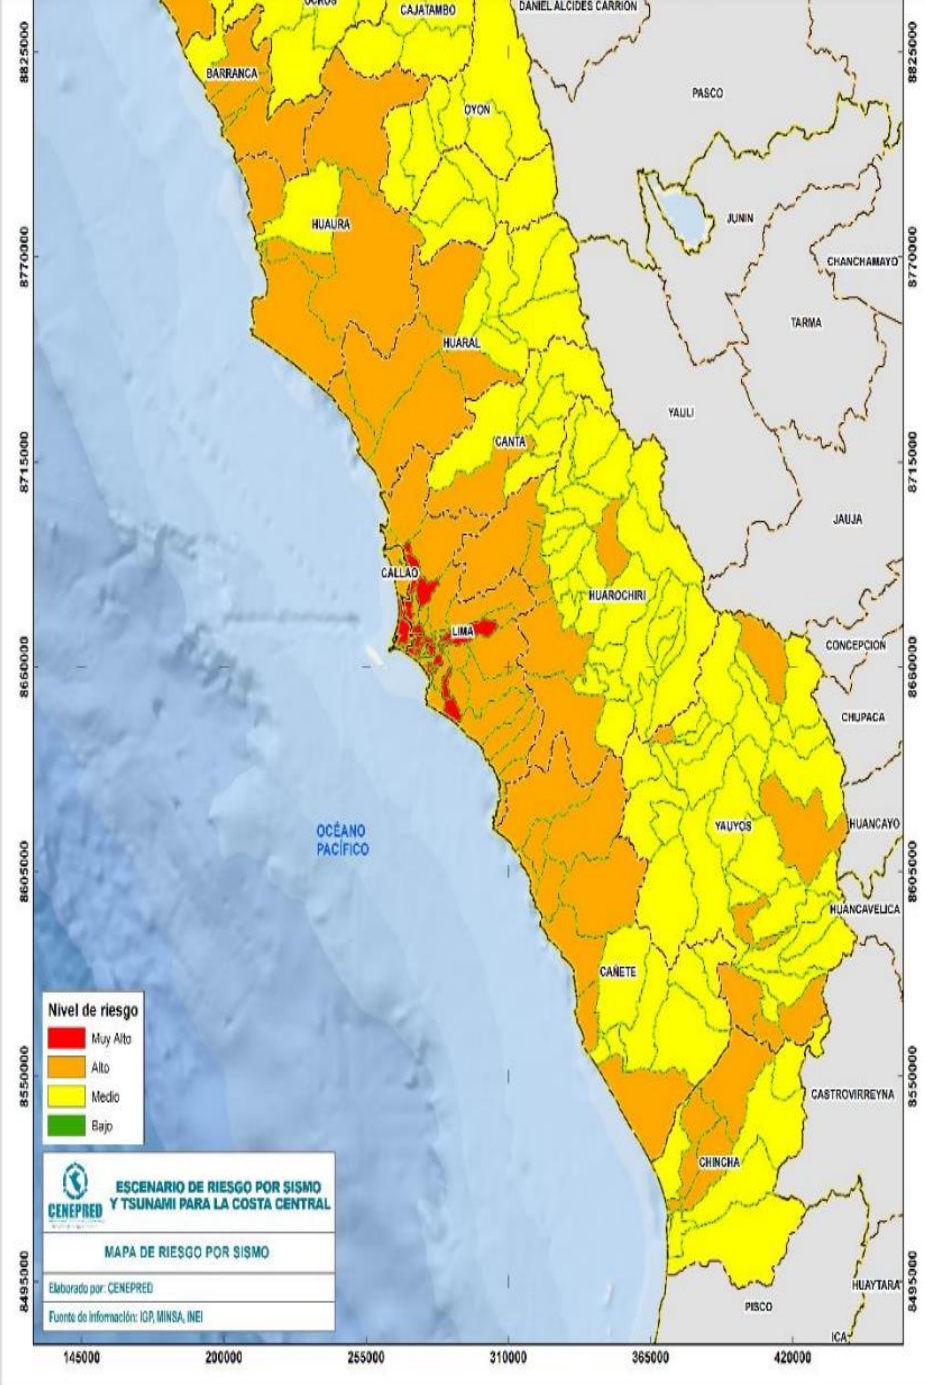 OCROS
CAJATAMBO
DANIEL ALCIDES CARRION
8825000
8825000
BARRANCA
PASCO
OYON
HUAURA
JUNIN
8770000
CHANCHAMAYO
8770000
TARMA
HUARAL
YAULI
CANTA
8715000
8715000
JAUJA
CALLAO
HUAROCHIRI
LIMA
CONCEPCION
8660000
8660000
CHUPACA
OCÉANO
PACÍFICO
YAUYOS
HUANCAYO
8605000
8605000
HUANCAVELICA
CAÑETE
Nivel de riesgo
Muy Alto
Alto
Medio
Bajo
8550000
8550000
CASTROVIRREYNA
CHINCHA
CENEPRED
ESCENARIO DE RIESGO POR SISMO
Y TSUNAMI PARA LA COSTA CENTRAL
MAPA DE RIESGO POR SISMO
Elaborado por: CENEPRED
Fuente de Información: IGP, MINSA, INEI
8495000
8495000
HUAYTARA
PISCO
ICA
145000
200000
255000
310000
365000
420000